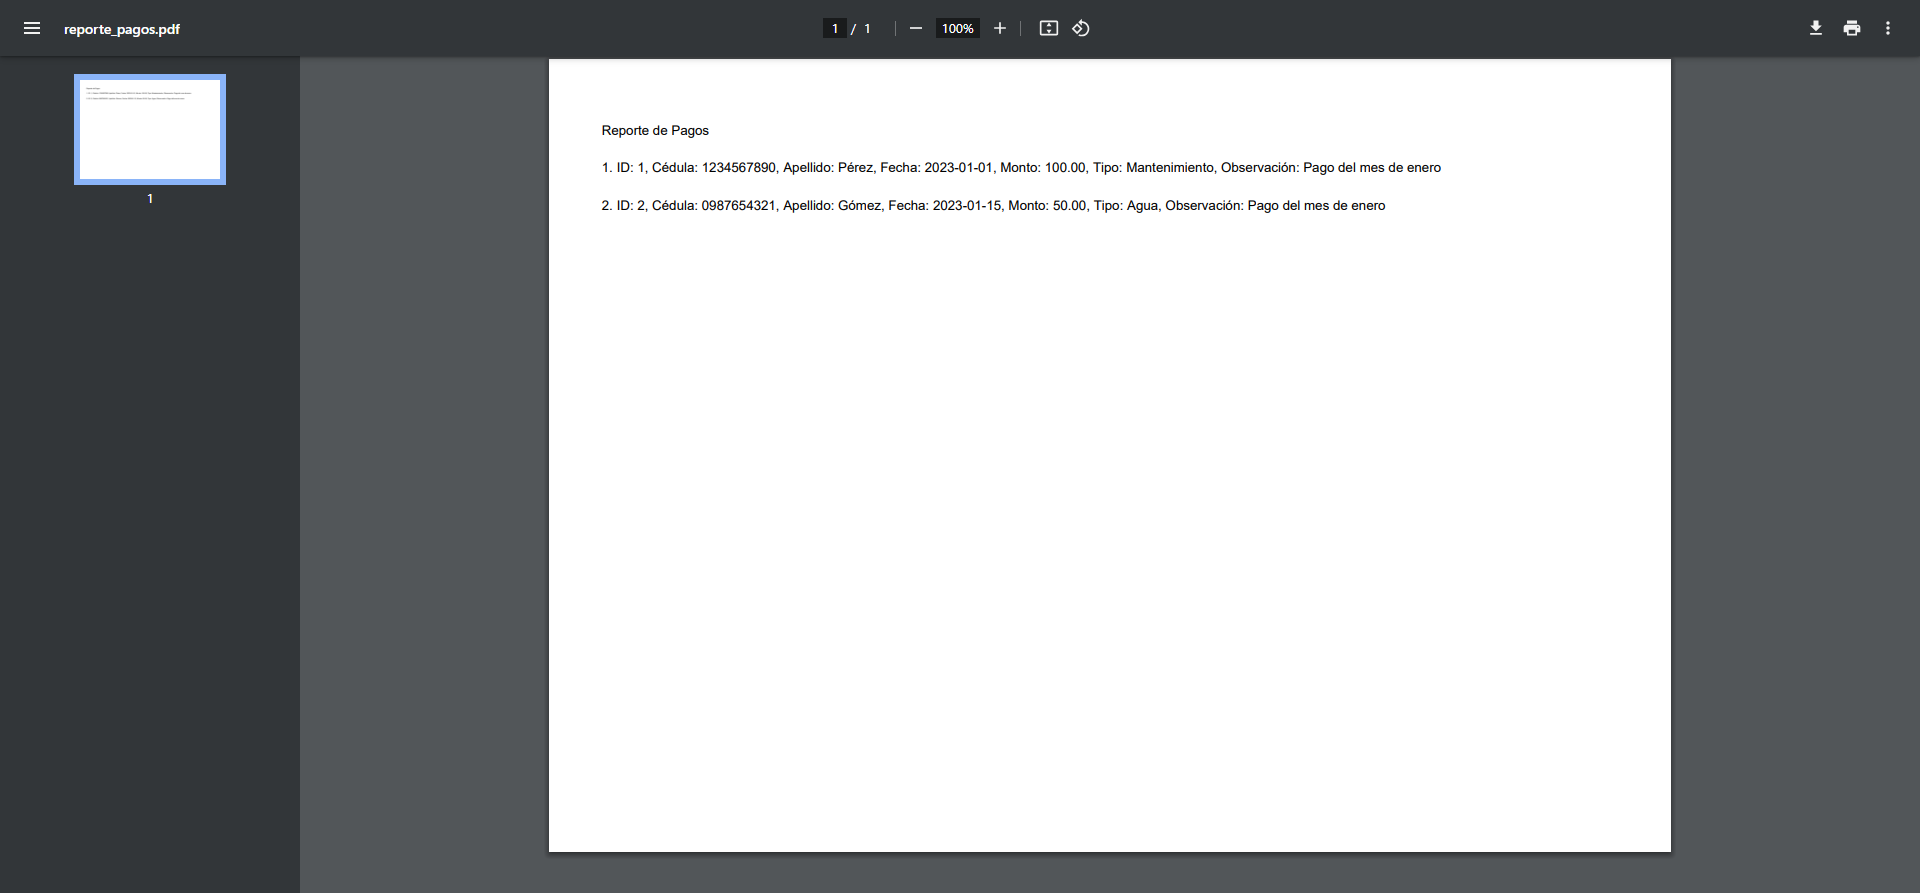 reporte_pagos.pdf
1 / 1
100%
1
Reporte de Pagos
1. ID: 1, Cédula: 1234567890, Apellido: Pérez, Fecha: 2023-01-01, Monto: 100.00, Tipo: Mantenimiento, Observación: Pago del mes de enero
2. ID: 2, Cédula: 0987654321, Apellido: Gómez, Fecha: 2023-01-15, Monto: 50.00, Tipo: Agua, Observación: Pago del mes de enero